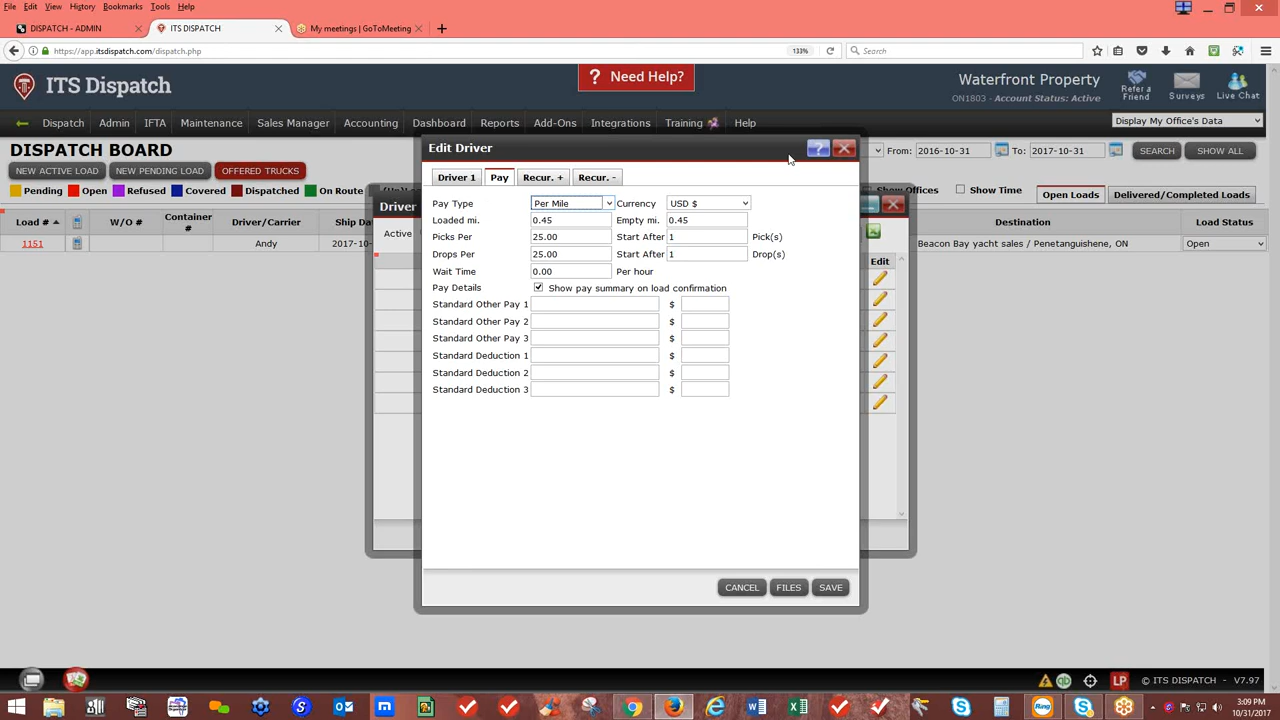 File Edit View History Bookmarks Tools Help
DISPATCH - ADMIN
ITS DISPATCH
My meetings | GoToMeeting
https://app.itsdispatch.com/dispatch.php
133%
Search
ITS Dispatch
? Need Help?
Waterfront Property
ON1803 - Account Status: Active
Refer a Friend
Surveys
Live Chat
Dispatch Admin IFTA Maintenance Sales Manager Accounting Dashboard Reports Add-Ons Integrations Training Help
Display My Office's Data
DISPATCH BOARD
From: 2016-10-31 To: 2017-10-31 SEARCH SHOW ALL
NEW ACTIVE LOAD NEW PENDING LOAD OFFERED TRUCKS
Pending Open Refused Covered Dispatched On Route
Show Offices Show Time Open Loads Delivered/Completed Loads
Load # W/O # Container # Driver/Carrier Ship Da Destination Load Status
1151 Andy 2017-10- Beacon Bay yacht sales / Penetanguishene, ON Open
Driver
Active
Edit
Edit Driver
?
Driver 1 Pay Recur. + Recur. -
Pay Type Per Mile Currency USD $
Loaded mi. 0.45 Empty mi. 0.45
Picks Per 25.00 Start After 1 Pick(s)
Drops Per 25.00 Start After 1 Drop(s)
Wait Time 0.00 Per hour
Pay Details Show pay summary on load confirmation
Standard Other Pay 1 $
Standard Other Pay 2 $
Standard Other Pay 3 $
Standard Deduction 1 $
Standard Deduction 2 $
Standard Deduction 3 $
CANCEL FILES SAVE
LP
© ITS DISPATCH - V7.97
3:09 PM
10/31/2017